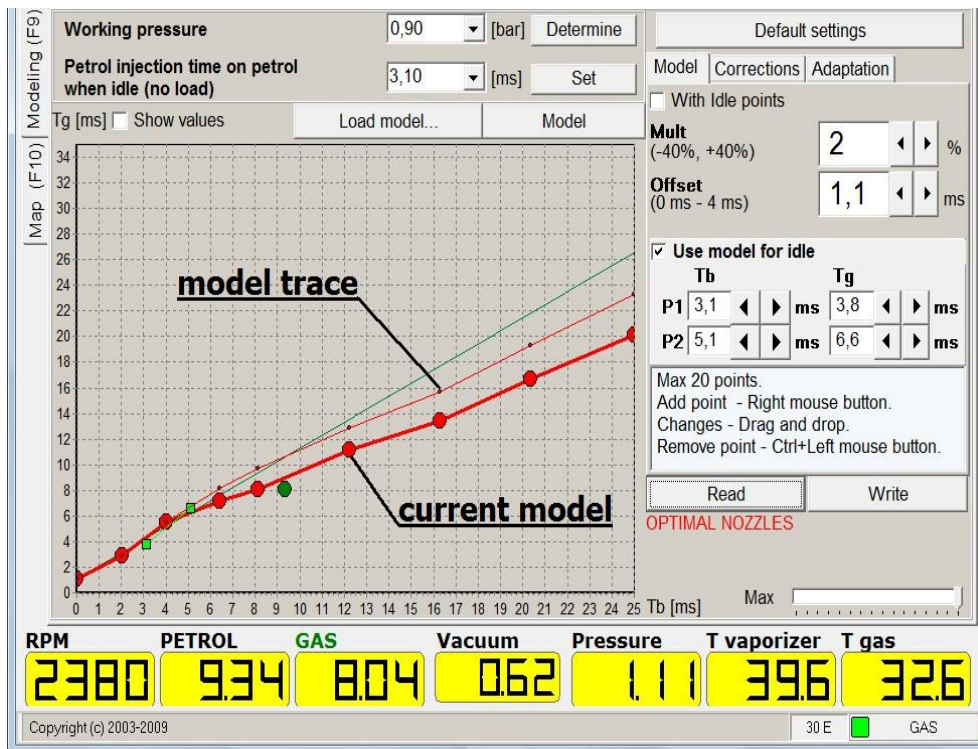 Modeling (F9)
Map (F10)
Working pressure 0,90 [bar] Determine
Petrol injection time on petrol
when idle (no load) 3,10 [ms] Set
Tg [ms] Show values Load model... Model
34
32
30
28
26
24
22
20
18
16
14
12
10
8
6
4
2
0
model trace
current model
0 1 2 3 4 5 6 7 8 9 10 11 12 13 14 15 16 17 18 19 20 21 22 23 24 25 Tb [ms]
Default settings
Model Corrections Adaptation
With Idle points
Mult
(-40%, +40%) 2 %
Offset
(0 ms - 4 ms) 1,1 ms
Use model for idle
Tb Tg
P1 3,1 ms 3,8 ms
P2 5,1 ms 6,6 ms
Max 20 points.
Add point - Right mouse button.
Changes - Drag and drop.
Remove point - Ctrl+Left mouse button.
Read Write
OPTIMAL NOZZLES
Max
RPM PETROL GAS Vacuum Pressure T vaporizer T gas
2380 9.34 8.04 0.62 1.11 39.6 32.6
Copyright (c) 2003-2009 30 E GAS